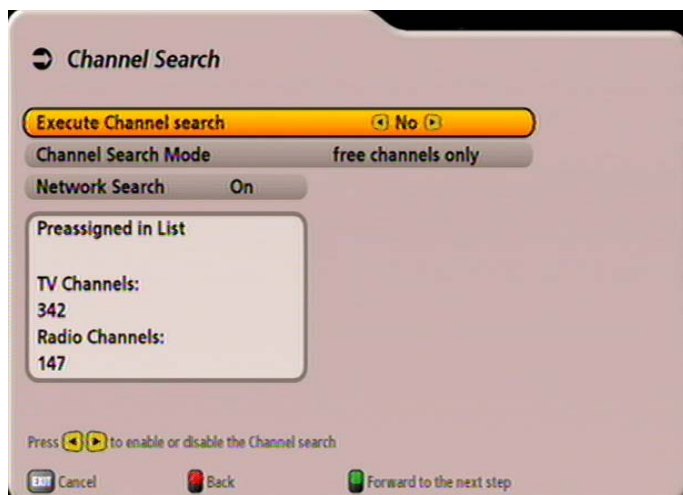 Channel Search
Execute Channel search No
Channel Search Mode free channels only
Network Search On
Preassigned in List
TV Channels:
342
Radio Channels:
147
Press to enable or disable the Channel search
EXIT Cancel Back Forward to the next step